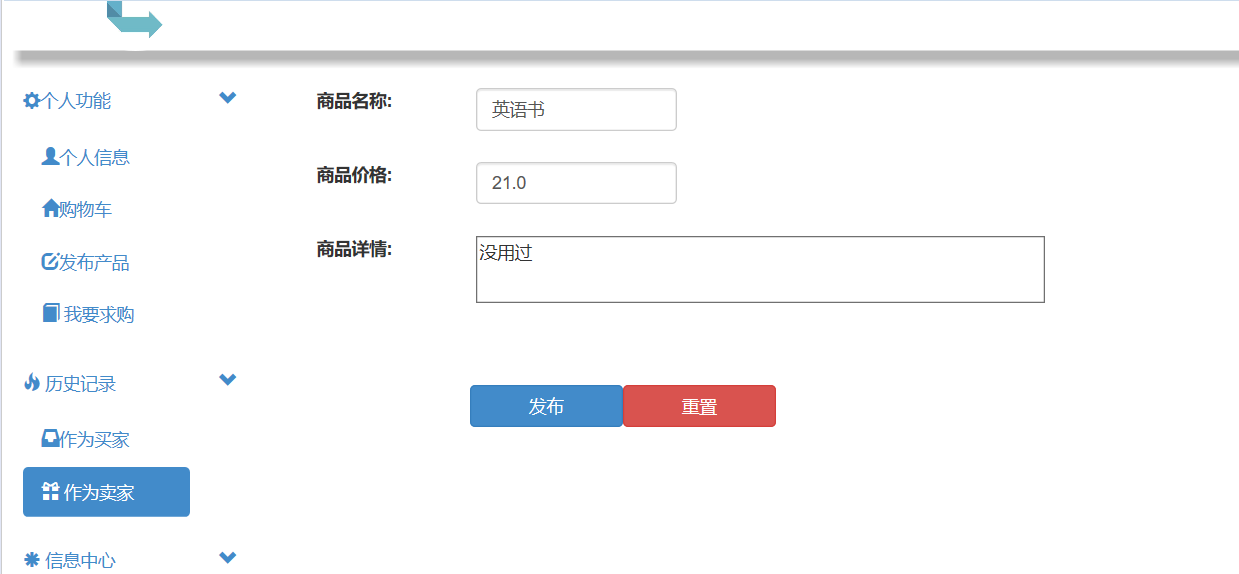 个人功能
个人信息
购物车
发布产品
我要求购
历史记录
作为买家
作为卖家
信息中心
商品名称:
英语书
商品价格:
21.0
商品详情:
没用过
发布
重置